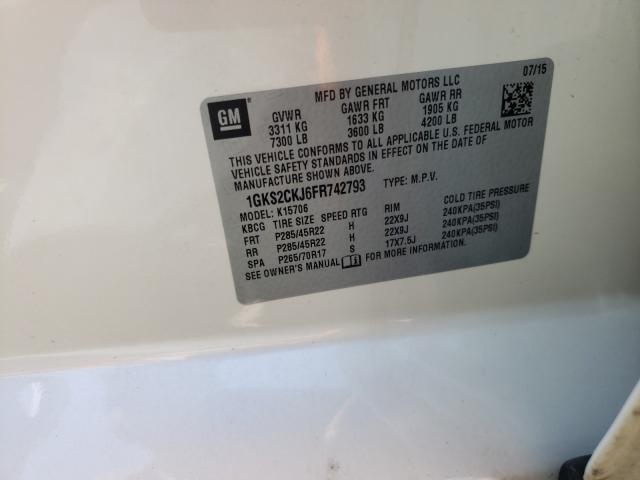 07/15
MFD BY GENERAL MOTORS LLC
GM
GVWR GAWR FRT GAWR RR
3311 KG 1633 KG 1905 KG
7300 LB 3600 LB 4200 LB
THIS VEHICLE CONFORMS TO ALL APPLICABLE U.S. FEDERAL MOTOR
VEHICLE SAFETY STANDARDS IN EFFECT ON THE DATE OF
MANUFACTURE SHOWN ABOVE.
1GKS2CKJ6FR742793 TYPE: M.P.V.
MODEL: K15706
KBCG TIRE SIZE SPEED RTG RIM COLD TIRE PRESSURE
FRT P285/45R22 H 22X9J 240KPA(35PSI)
RR P285/45R22 H 22X9J 240KPA(35PSI)
SPA P265/70R17 S 17X7.5J 240KPA(35PSI)
SEE OWNER'S MANUAL FOR MORE INFORMATION.